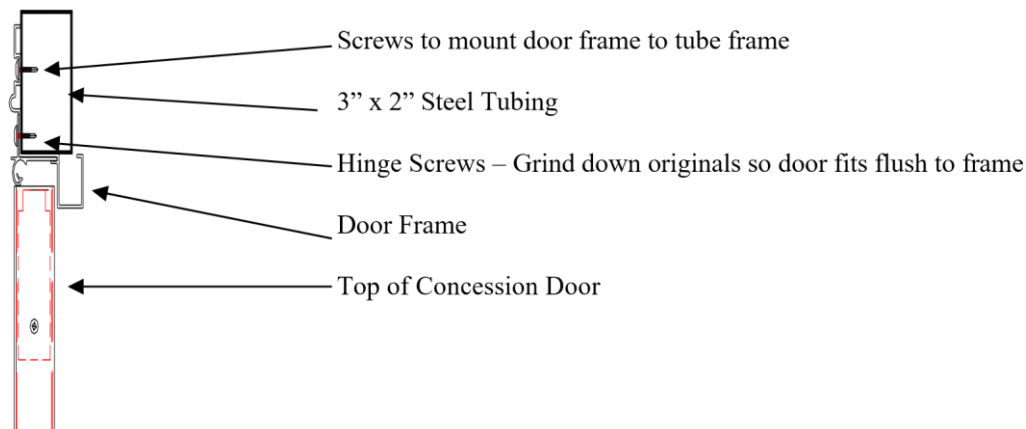 Screws to mount door frame to tube frame
3” x 2” Steel Tubing
Hinge Screws – Grind down originals so door fits flush to frame
Door Frame
Top of Concession Door